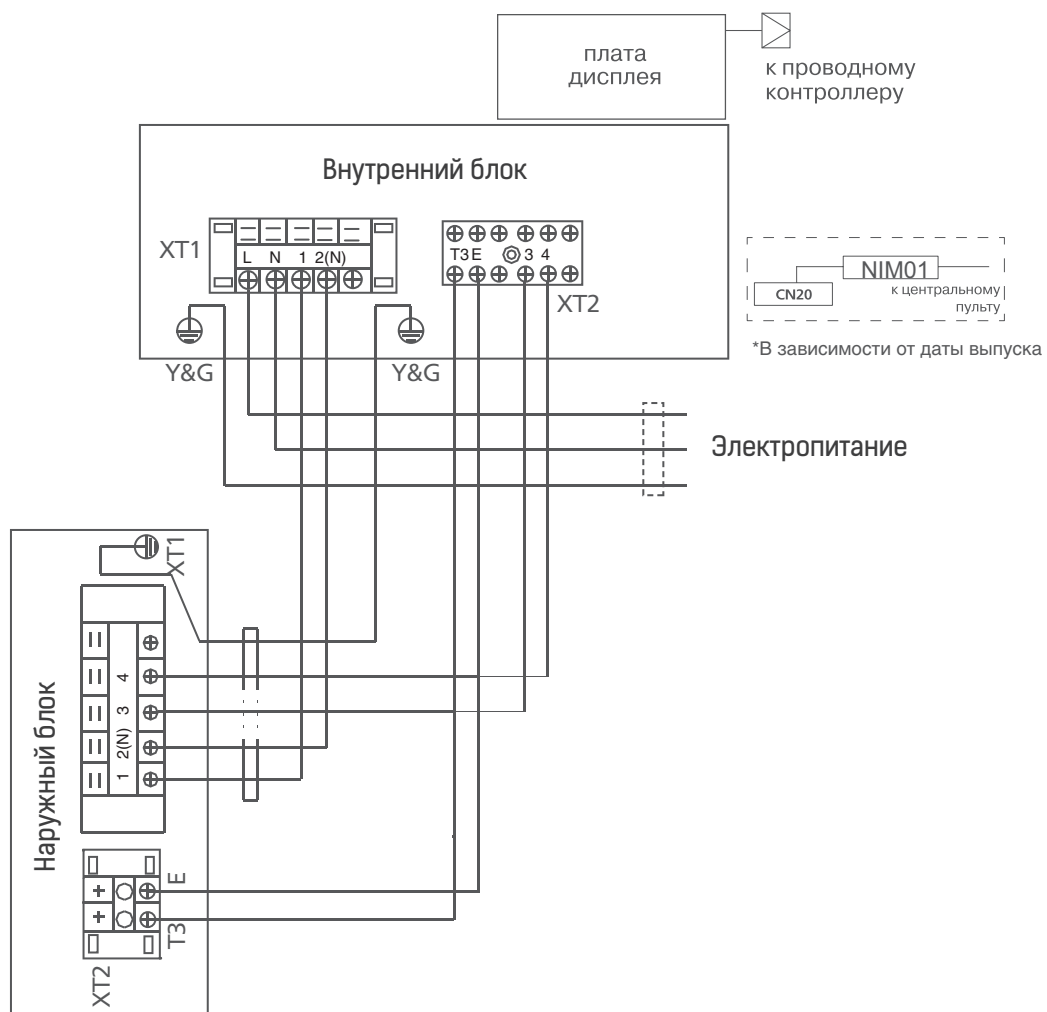 плата
дисплея
к проводному
контроллеру
Внутренний блок
XT1
L N 1 2(N)
T3 E 3 4
XT2
Y&G
Y&G
NIM01
CN20
к центральному
пульту
*В зависимости от даты выпуска
Электропитание
Наружный блок
XT1
4
3
2(N)
1
E
T3
XT2